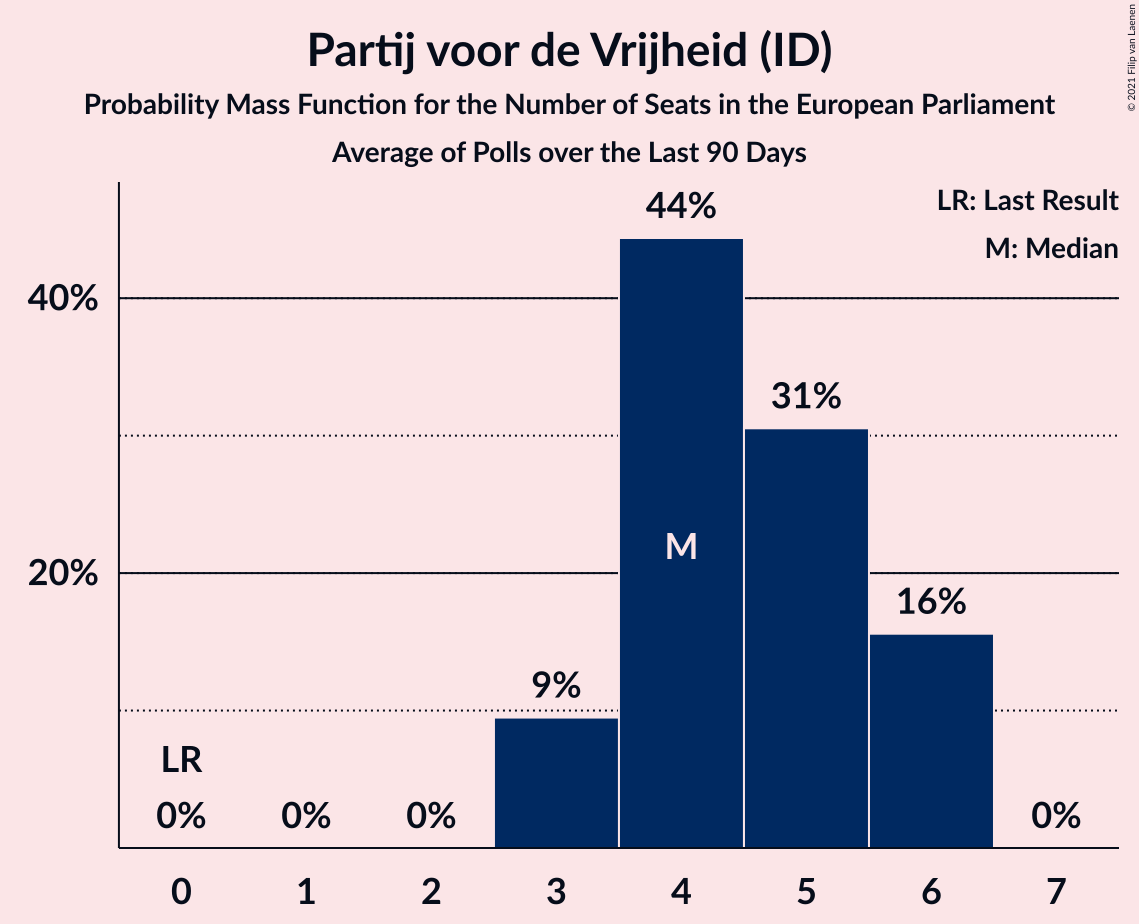 Partij voor de Vrijheid (ID)
Probability Mass Function for the Number of Seats in the European Parliament
Average of Polls over the Last 90 Days
© 2021 Filip van Laenen
LR: Last Result
M: Median
44%
40%
31%
M
20%
16%
9%
LR
0% 0% 0% 0%
0 1 2 3 4 5 6 7